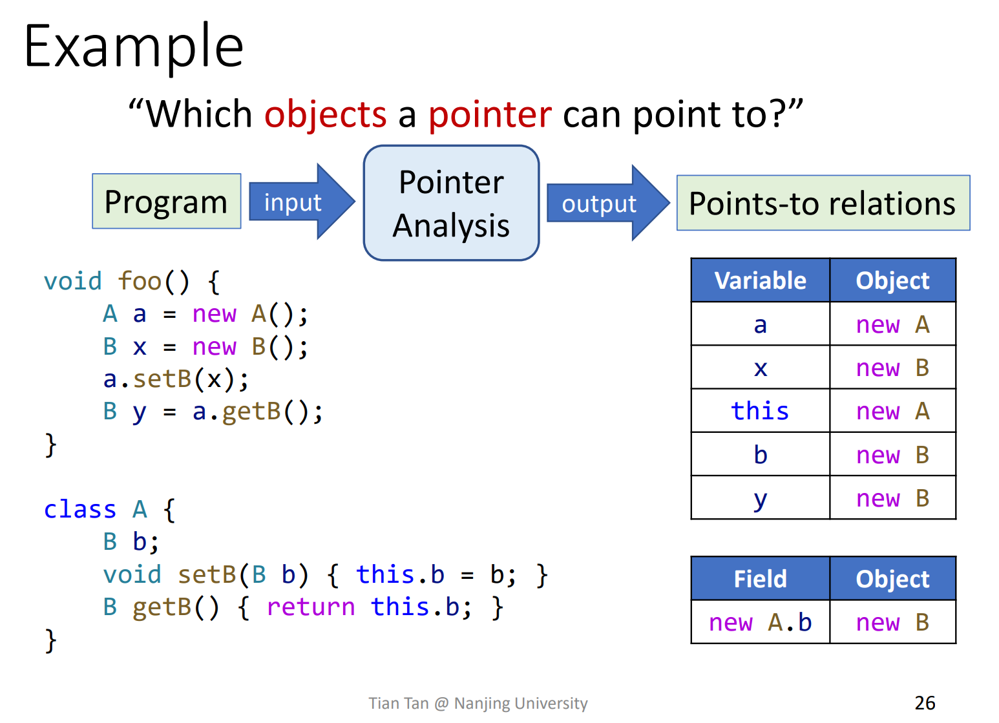 Example
“Which objects a pointer can point to?”
Program
input
Pointer
Analysis
output
Points-to relations
void foo() {
    A a = new A();
    B x = new B();
    a.setB(x);
    B y = a.getB();
}
class A {
    B b;
    void setB(B b) { this.b = b; }
    B getB() { return this.b; }
}
Variable Object
a new A
x new B
this new A
b new B
y new B
Field Object
new A.b new B
Tian Tan @ Nanjing University
26